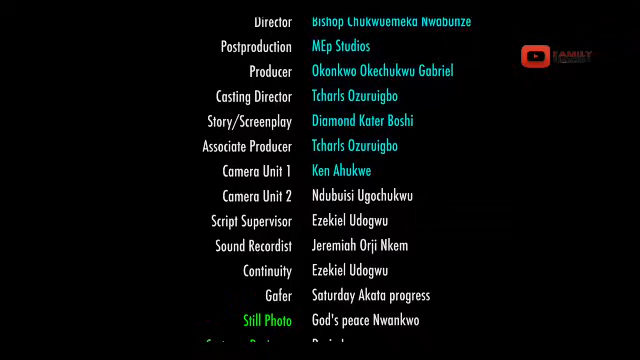 Director Bishop Chukwuemeka Nwabunze
Postproduction MEp Studios
FAMILY
Producer Okonkwo Okechukwu Gabriel
Casting Director Tcharls Ozuruigbo
Story/Screenplay Diamond Kater Boshi
Associate Producer Tcharls Ozuruigbo
Camera Unit 1 Ken Ahukwe
Camera Unit 2 Ndubuisi Ugochukwu
Script Supervisor Ezekiel Udogwu
Sound Recordist Jeremiah Orji Nkem
Continuity Ezekiel Udogwu
Gafer Saturday Akata progress
Still Photo God's peace Nwankwo